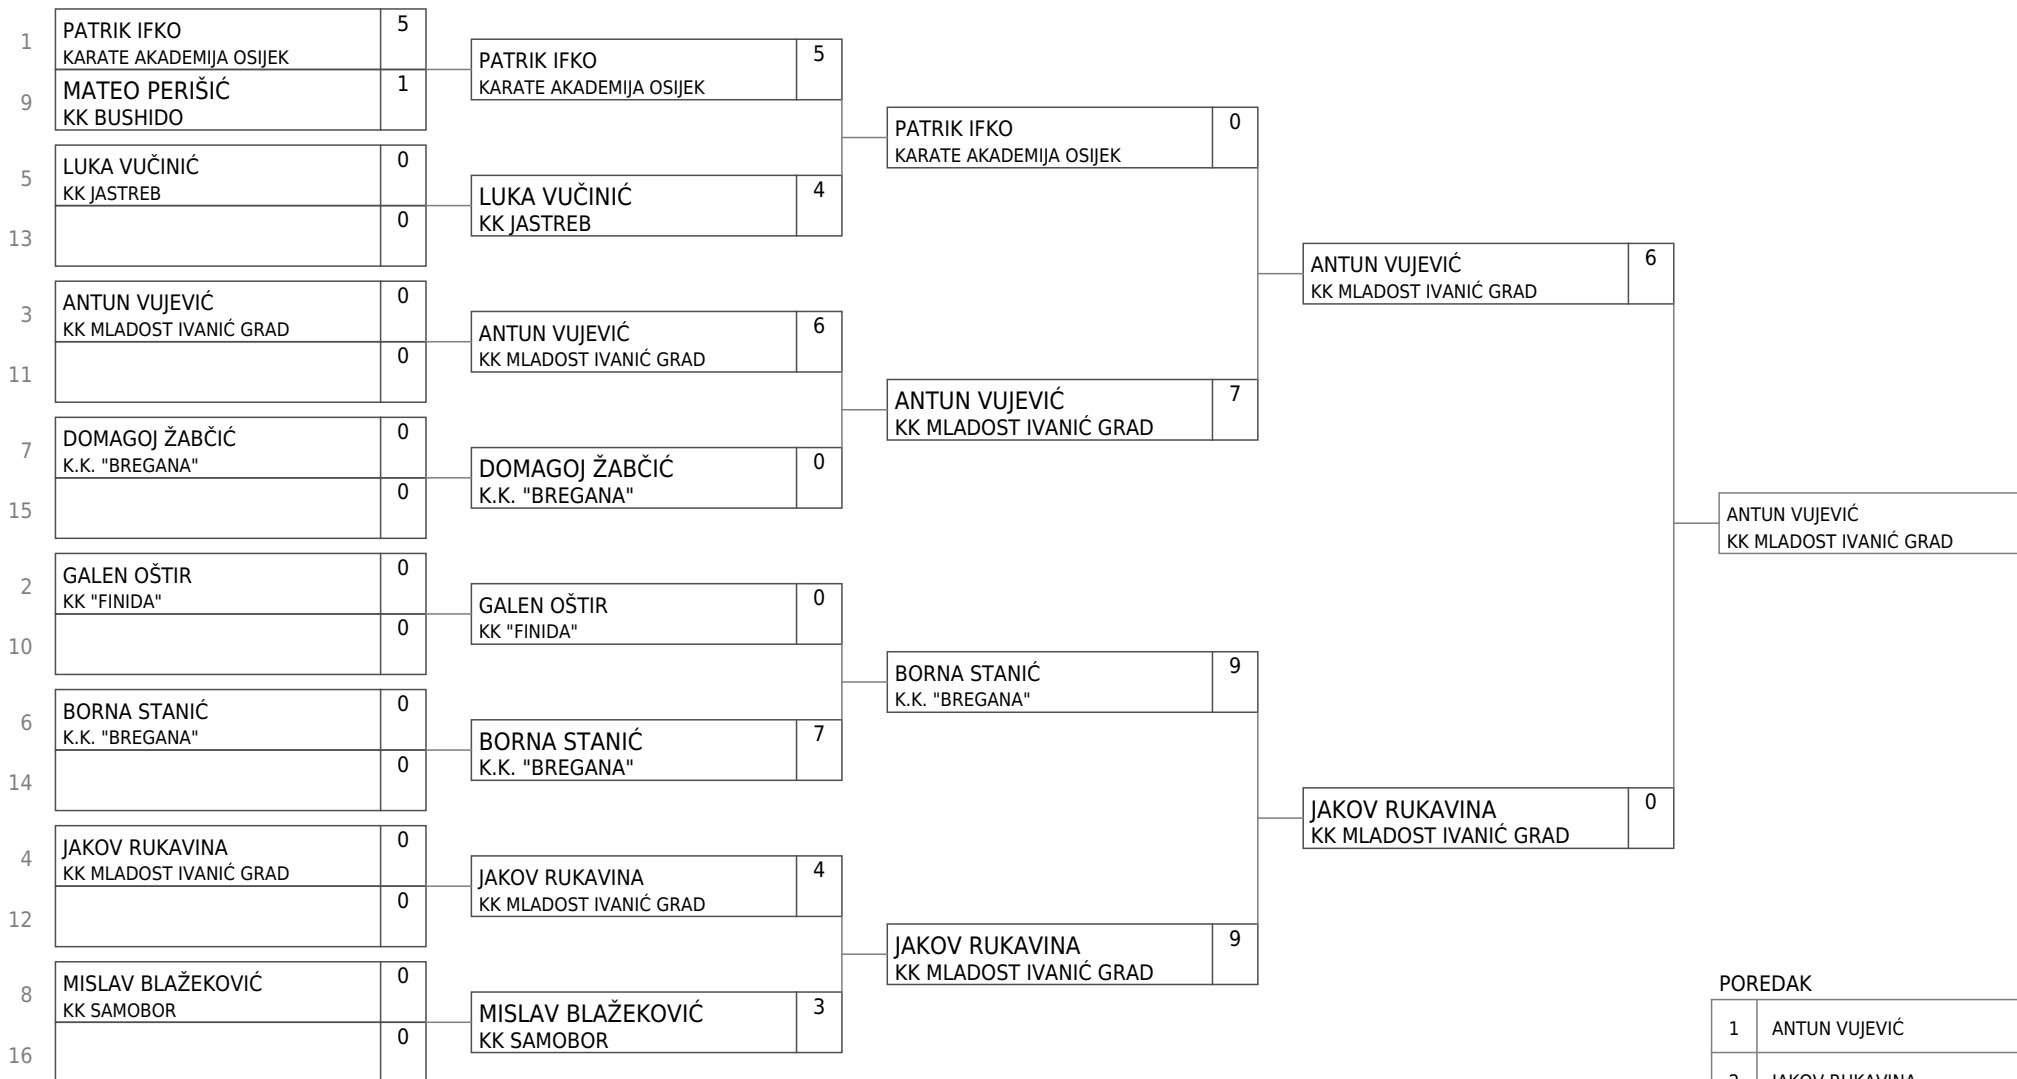 1
PATRIK IFKO
KARATE AKADEMIJA OSIJEK
5
9
MATEO PERIŠIĆ
KK BUSHIDO
1
5
LUKA VUČINIĆ
KK JASTREB
0
13
0
3
ANTUN VUJEVIĆ
KK MLADOST IVANIĆ GRAD
0
11
0
7
DOMAGOJ ŽABČIĆ
K.K. "BREGANA"
0
15
0
2
GALEN OŠTIR
KK "FINIDA"
0
10
0
6
BORNA STANIĆ
K.K. "BREGANA"
0
14
0
4
JAKOV RUKAVINA
KK MLADOST IVANIĆ GRAD
0
12
0
8
MISLAV BLAŽEKOVIĆ
KK SAMOBOR
0
16
0
PATRIK IFKO
KARATE AKADEMIJA OSIJEK
5
LUKA VUČINIĆ
KK JASTREB
4
ANTUN VUJEVIĆ
KK MLADOST IVANIĆ GRAD
6
DOMAGOJ ŽABČIĆ
K.K. "BREGANA"
0
GALEN OŠTIR
KK "FINIDA"
0
BORNA STANIĆ
K.K. "BREGANA"
7
JAKOV RUKAVINA
KK MLADOST IVANIĆ GRAD
4
MISLAV BLAŽEKOVIĆ
KK SAMOBOR
3
PATRIK IFKO
KARATE AKADEMIJA OSIJEK
0
ANTUN VUJEVIĆ
KK MLADOST IVANIĆ GRAD
7
BORNA STANIĆ
K.K. "BREGANA"
9
JAKOV RUKAVINA
KK MLADOST IVANIĆ GRAD
9
ANTUN VUJEVIĆ
KK MLADOST IVANIĆ GRAD
6
JAKOV RUKAVINA
KK MLADOST IVANIĆ GRAD
0
ANTUN VUJEVIĆ
KK MLADOST IVANIĆ GRAD
POREDAK
1 ANTUN VUJEVIĆ
2 JAKOV RUKAVINA